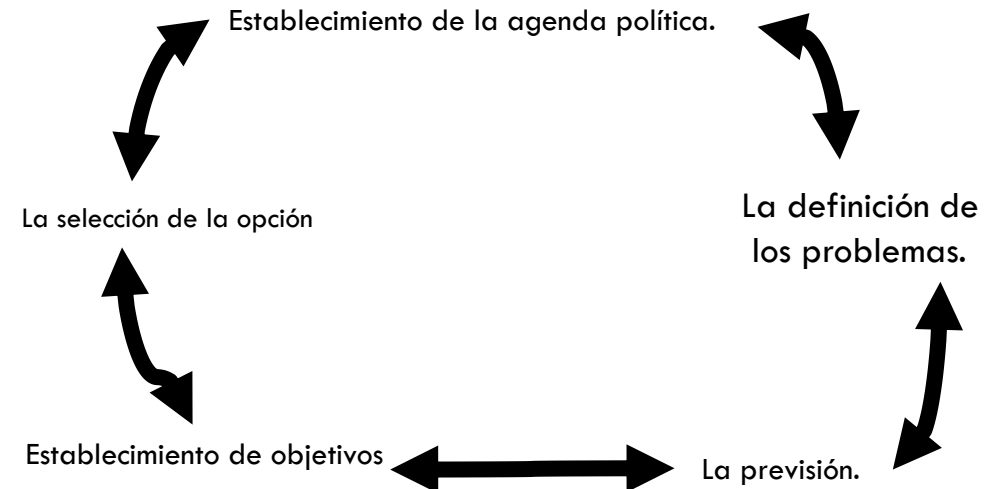 Establecimiento de la agenda política.
La definición de
los problemas.
La selección de la opción
Establecimiento de objetivos
La previsión.